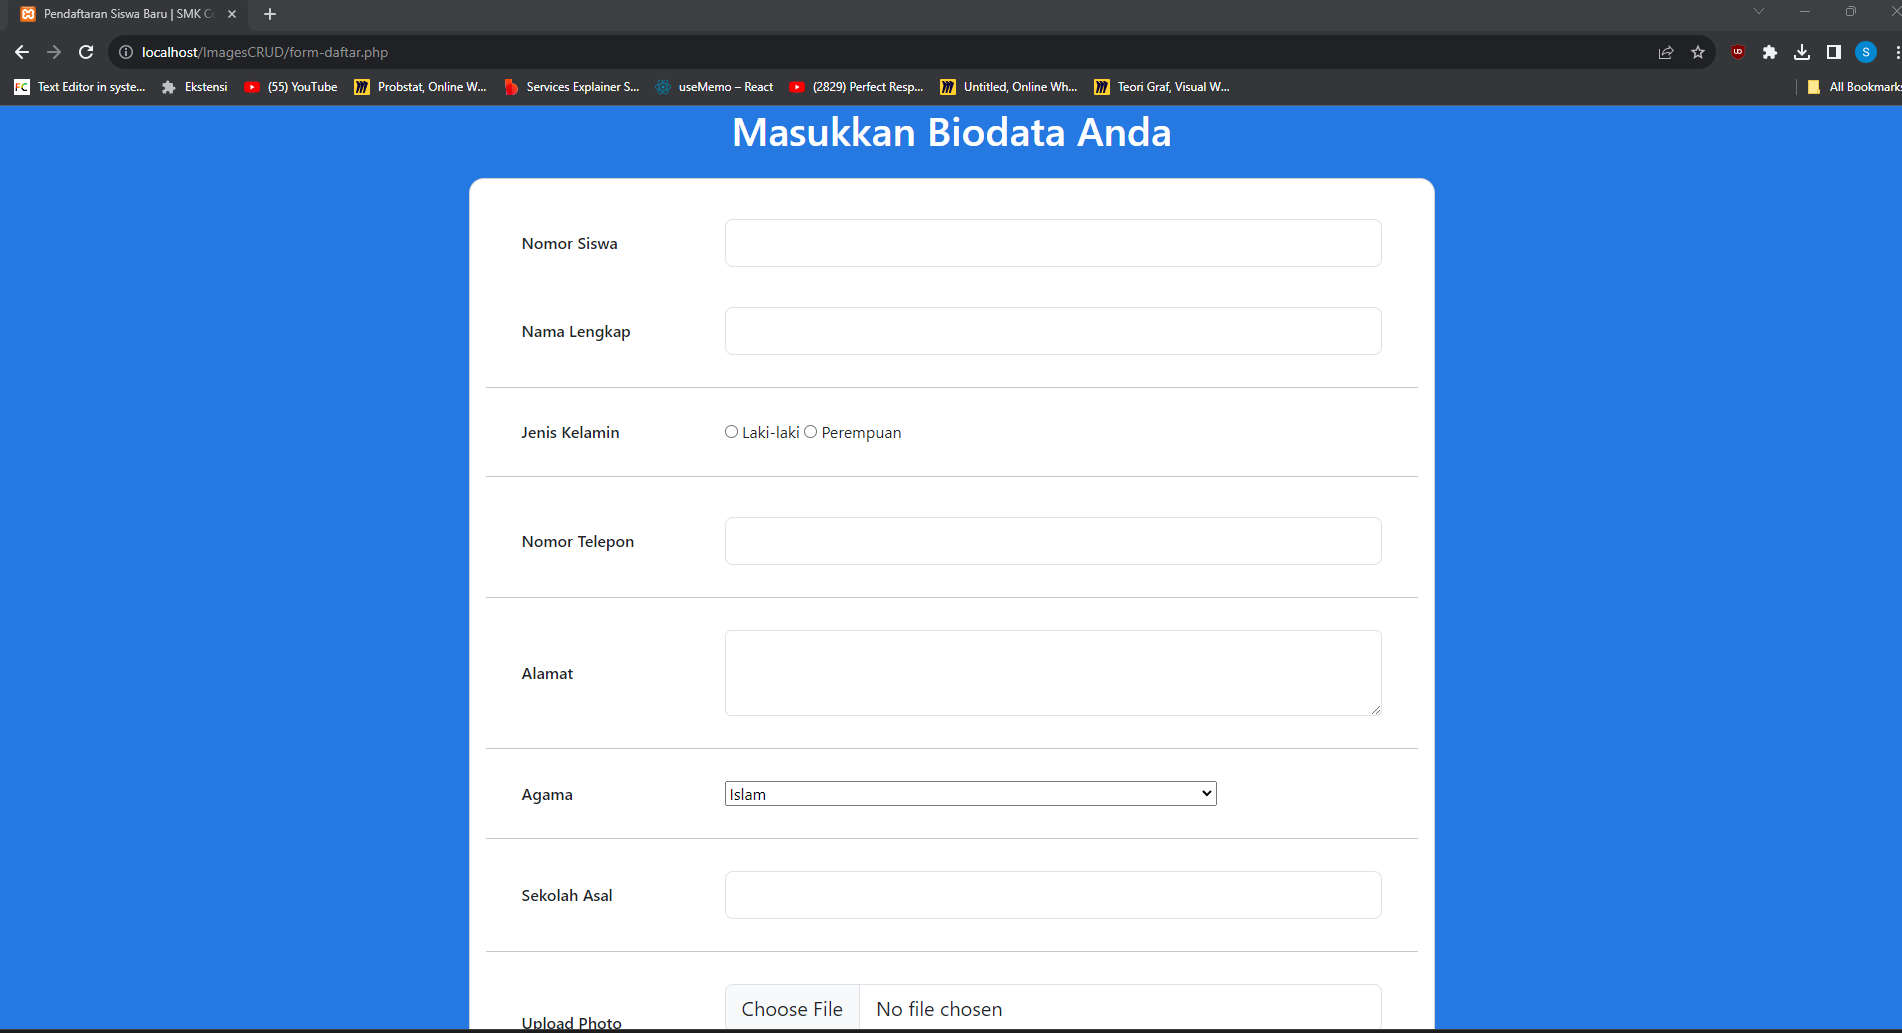 Pendaftaran Siswa Baru | SMK C
localhost/ImagesCRUD/form-daftar.php
S
FC Text Editor in syste... Ekstensi (55) YouTube Probstat, Online W... Services Explainer S... useMemo – React (2829) Perfect Resp... Untitled, Online Wh... Teori Graf, Visual W... All Bookmarks
Masukkan Biodata Anda
Nomor Siswa
Nama Lengkap
Jenis Kelamin Laki-laki Perempuan
Nomor Telepon
Alamat
Agama Islam
Sekolah Asal
Upload Photo Choose File No file chosen